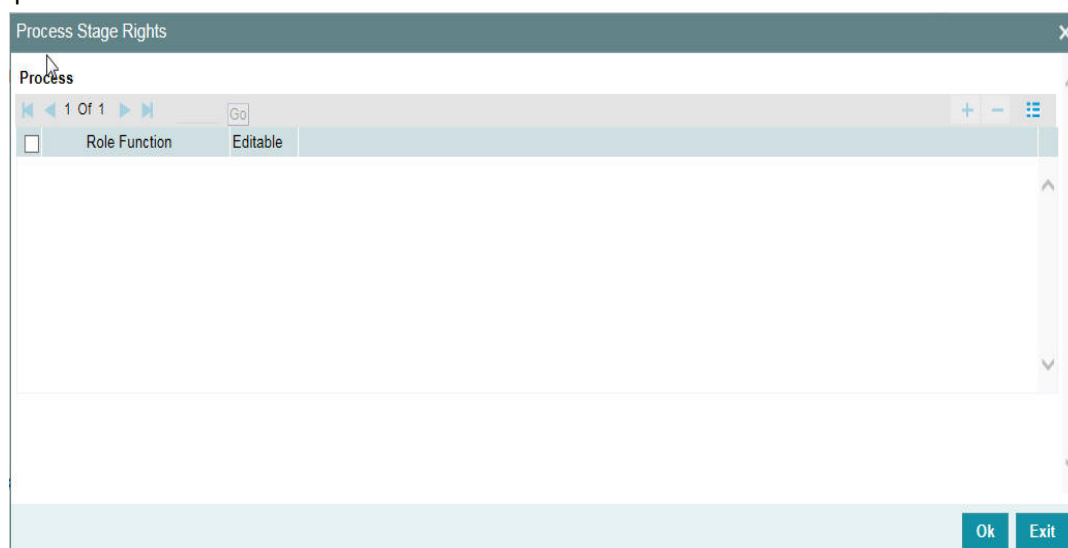 Process Stage Rights
Process
1 Of 1 Go
Role Function Editable
Ok Exit